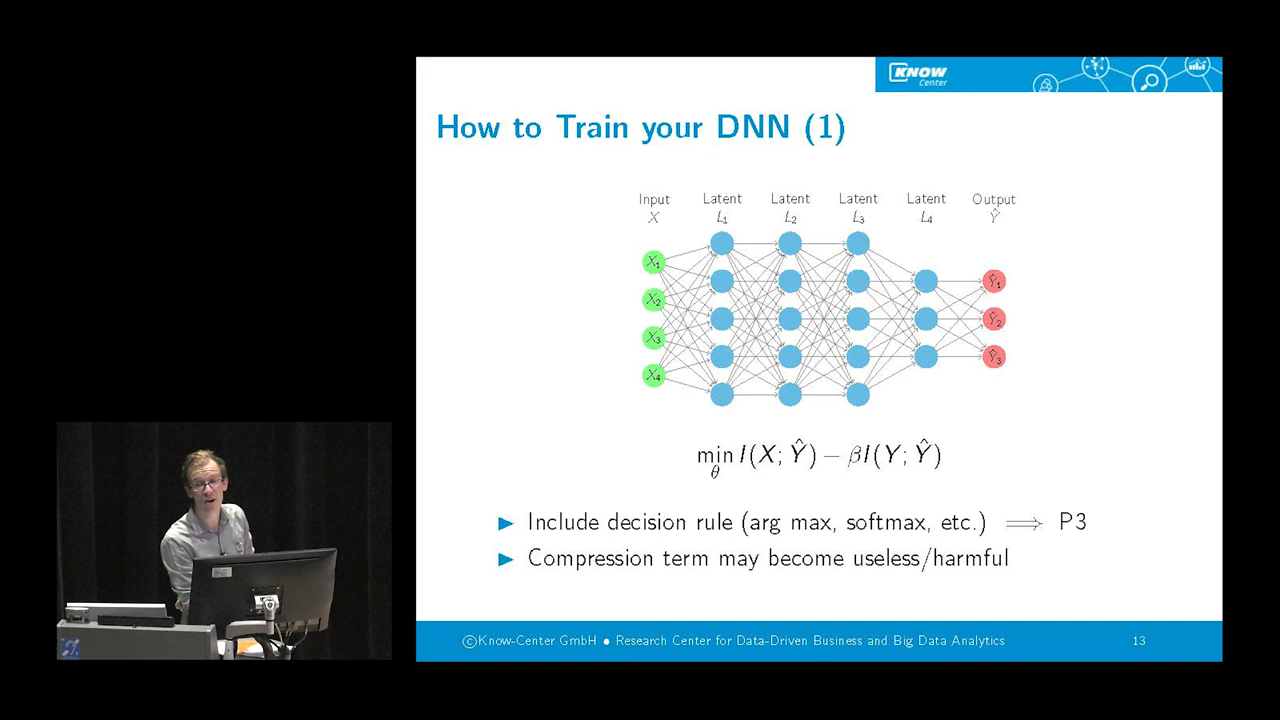 KNOW
Center
How to Train your DNN (1)
Input Latent Latent Latent Latent Output
X L₁ L₂ L₃ L₄ Ŷ
X₁
X₂
X₃
X₄
Ŷ₁
Ŷ₂
Ŷ₃
min I(X; Ŷ) − βI(Y; Ŷ)
θ
▶ Include decision rule (arg max, softmax, etc.) ⟹ P3
▶ Compression term may become useless/harmful
©Know-Center GmbH • Research Center for Data-Driven Business and Big Data Analytics 13